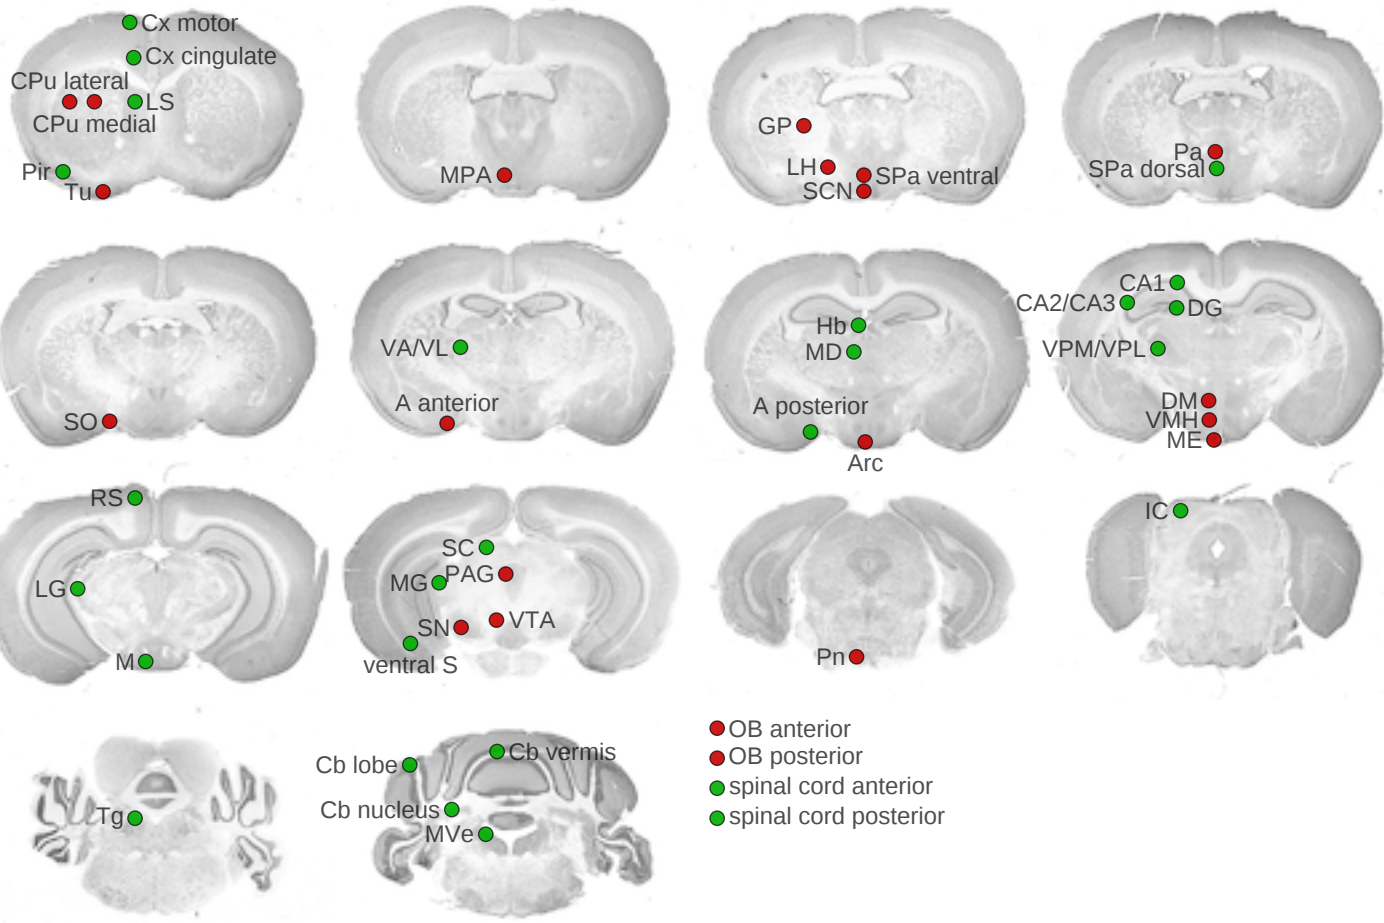 Cx motor
Cx cingulate
CPu lateral
LS
CPu medial
Pir
Tu
MPA
GP
LH
SPa ventral
SCN
Pa
SPa dorsal
SO
VA/VL
A anterior
Hb
MD
A posterior
Arc
CA1
CA2/CA3
DG
VPM/VPL
DM
VMH
ME
RS
LG
M
SC
MG
PAG
SN
VTA
ventral S
Pn
IC
Tg
Cb lobe
Cb vermis
Cb nucleus
MVe
OB anterior
OB posterior
spinal cord anterior
spinal cord posterior